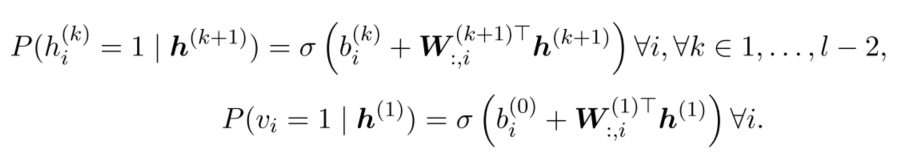 P(h_i^{(k)} = 1 | h^{(k+1)}) = σ ( b_i^{(k)} + W_{:,i}^{(k+1)⊤} h^{(k+1)} ) ∀i, ∀k ∈ 1, . . . , l − 2,
P(v_i = 1 | h^{(1)}) = σ ( b_i^{(0)} + W_{:,i}^{(1)⊤} h^{(1)} ) ∀i.